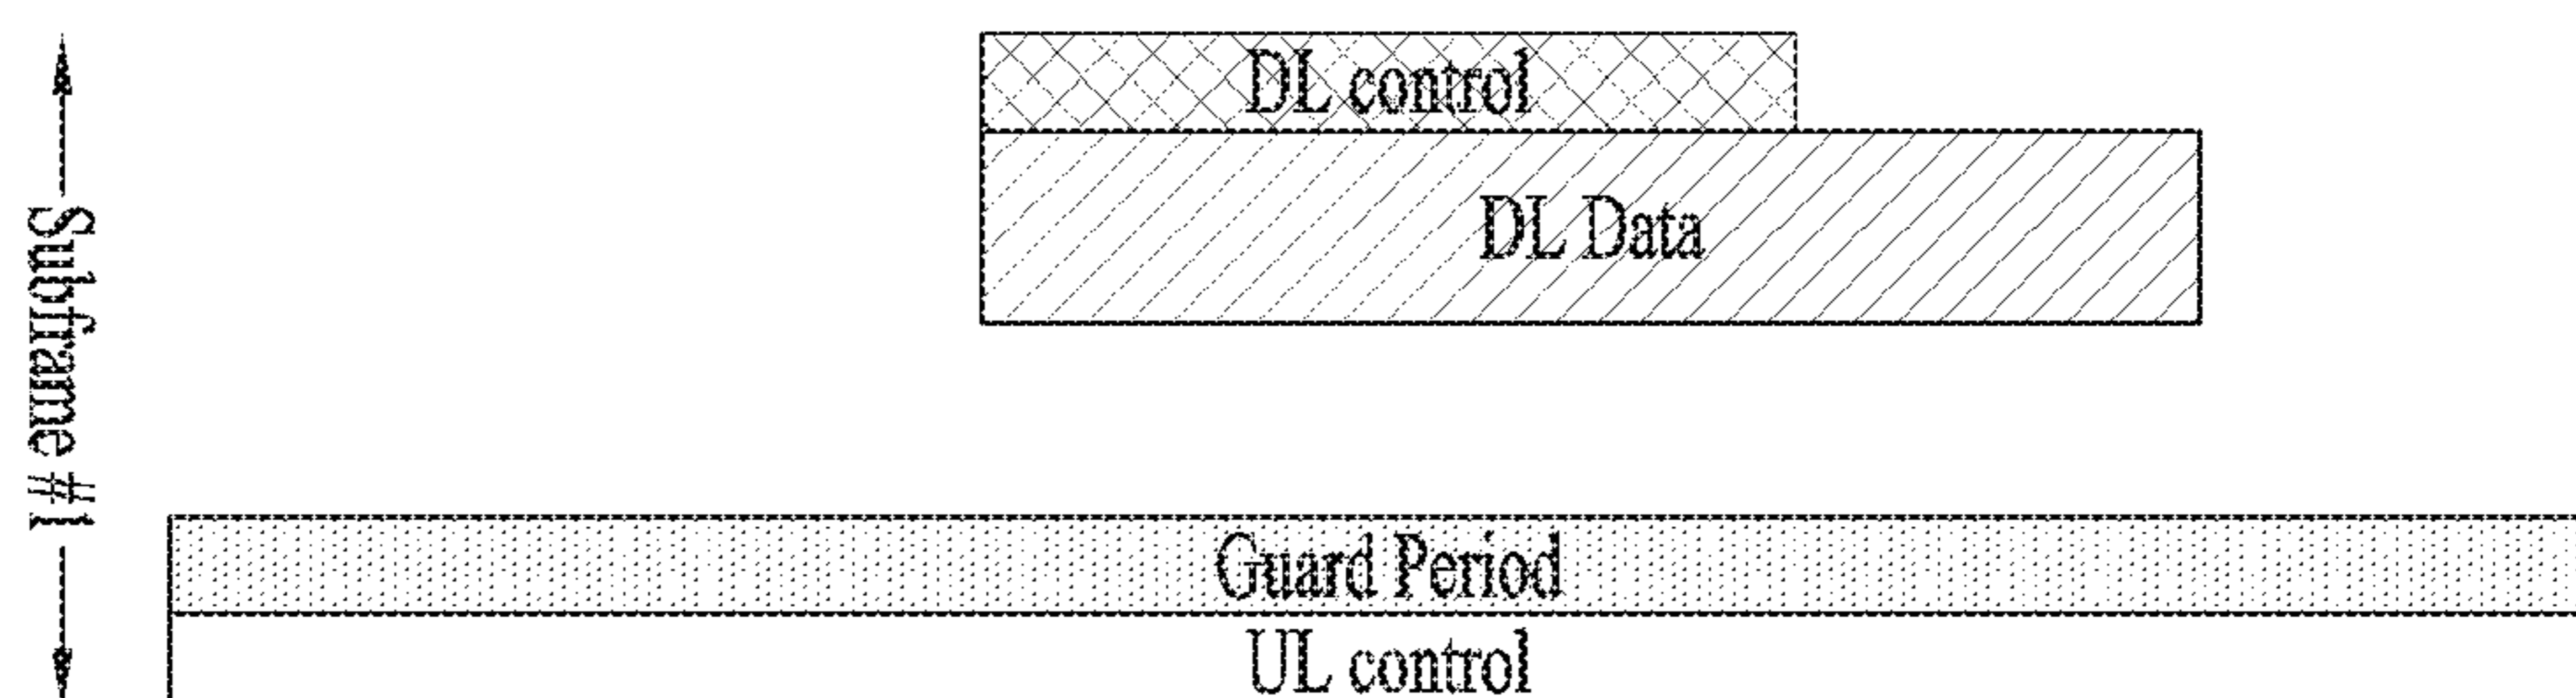 Subframe #1
DL control
DL Data
Guard Period
UL control